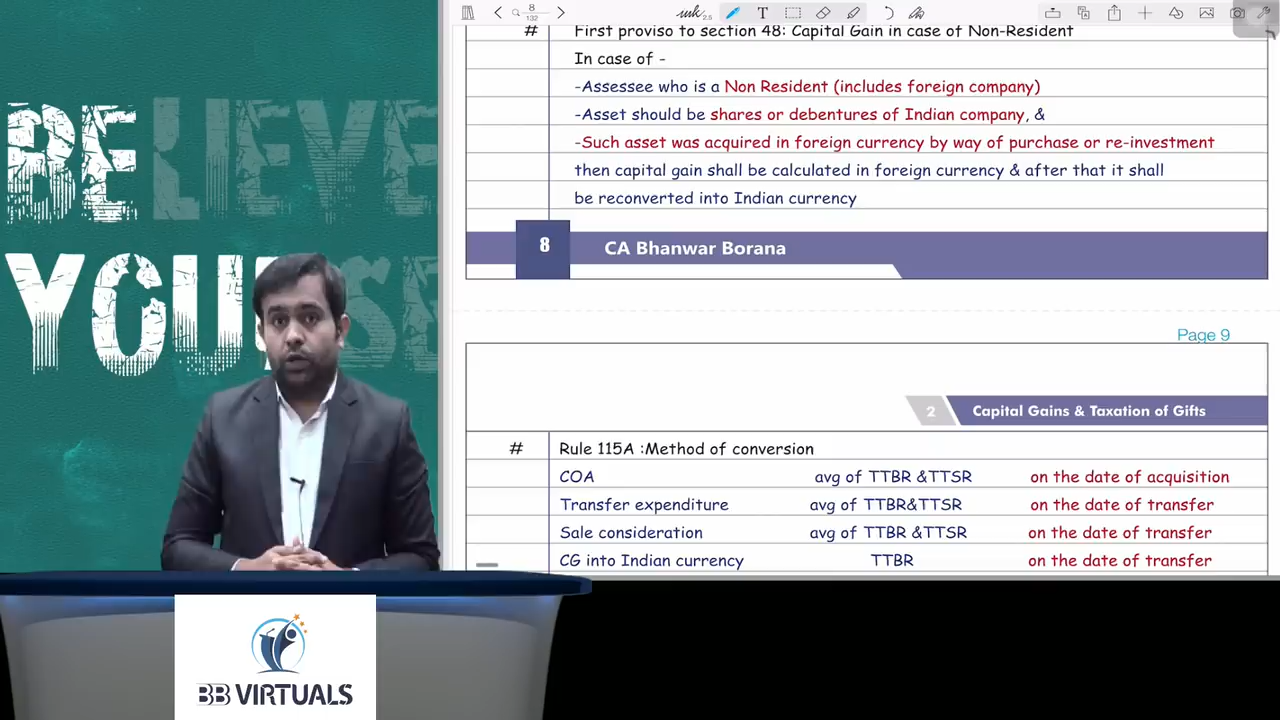 BELIEVE
YOU SE
8
132
2.5
T
# First proviso to section 48: Capital Gain in case of Non-Resident
In case of -
-Assessee who is a Non Resident (includes foreign company)
-Asset should be shares or debentures of Indian company, &
-Such asset was acquired in foreign currency by way of purchase or re-investment
then capital gain shall be calculated in foreign currency & after that it shall
be reconverted into Indian currency
8 CA Bhanwar Borana
Page 9
2 Capital Gains & Taxation of Gifts
# Rule 115A :Method of conversion
COA avg of TTBR &TTSR on the date of acquisition
Transfer expenditure avg of TTBR&TTSR on the date of transfer
Sale consideration avg of TTBR &TTSR on the date of transfer
CG into Indian currency TTBR on the date of transfer
BB VIRTUALS